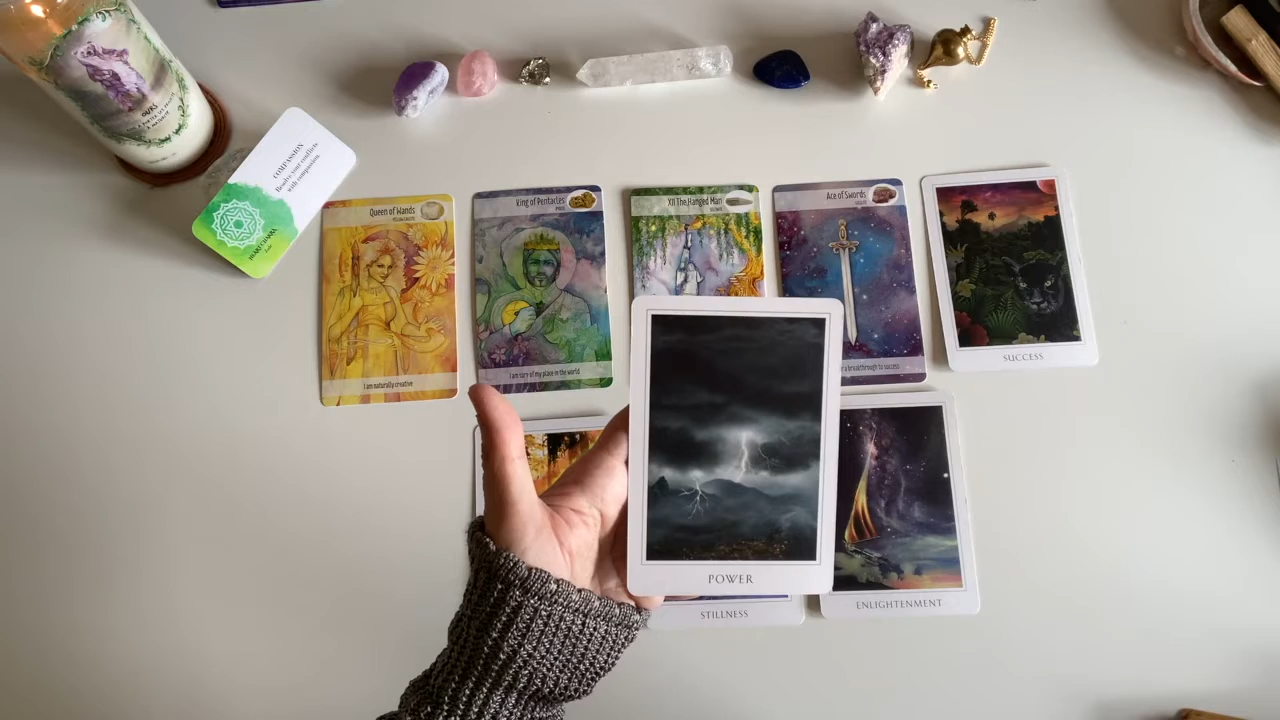 OURS
COMPASSION
Resolve your conflicts
with compassion.
HEART CHAKRA
Queen of Wands
I am naturally creative
King of Pentacles
I am sure of my place in the world
XII The Hanged Man
Ace of Swords
r a breakthrough to success
SUCCESS
POWER
STILLNESS
ENLIGHTENMENT